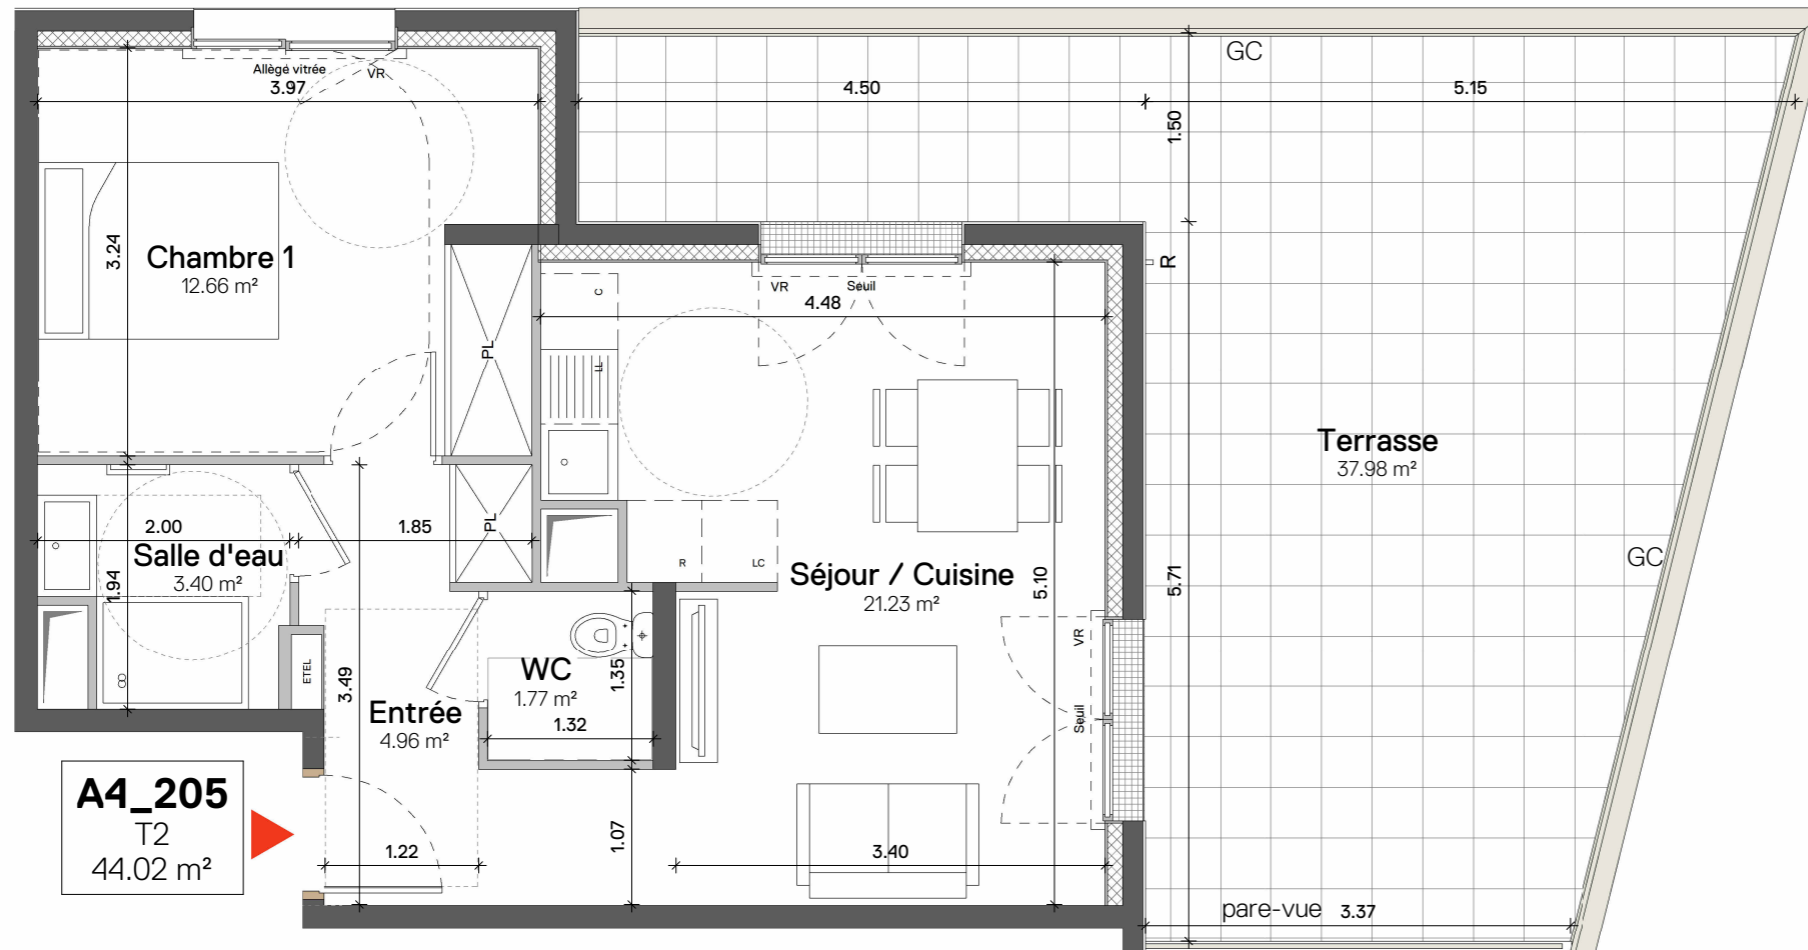 GC
Allège vitrée
VR
3.97
4.50
5.15
1.50
3.24
Chambre 1
12.66 m²
R
C
VR
Seuil
4.48
PL
LL
Terrasse
37.98 m²
GC
2.00
1.85
PL
Salle d'eau
3.40 m²
1.94
R
LC
Séjour / Cuisine
21.23 m²
5.10
5.71
VR
ETEL
3.49
WC
1.77 m²
1.35
1.32
Seuil
Entrée
4.96 m²
A4_205
T2
44.02 m²
1.22
1.07
3.40
pare-vue 3.37